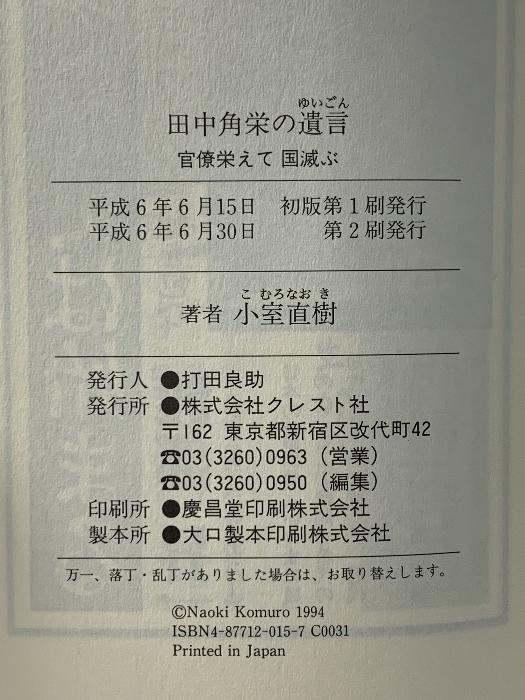 ゆいごん
田中角栄の遺言
官僚栄えて 国滅ぶ
平成6年6月15日 初版第1刷発行
平成6年6月30日 第2刷発行
こ むろなお き
著者 小室直樹
発行人 ●打田良助
発行所 ●株式会社クレスト社
〒162 東京都新宿区改代町42
☎03(3260)0963 (営業)
☎03(3260)0950 (編集)
印刷所 ●慶昌堂印刷株式会社
製本所 ●大口製本印刷株式会社
万一、落丁・乱丁がありました場合は、お取り替えします。
©Naoki Komuro 1994
ISBN4-87712-015-7 C0031
Printed in Japan